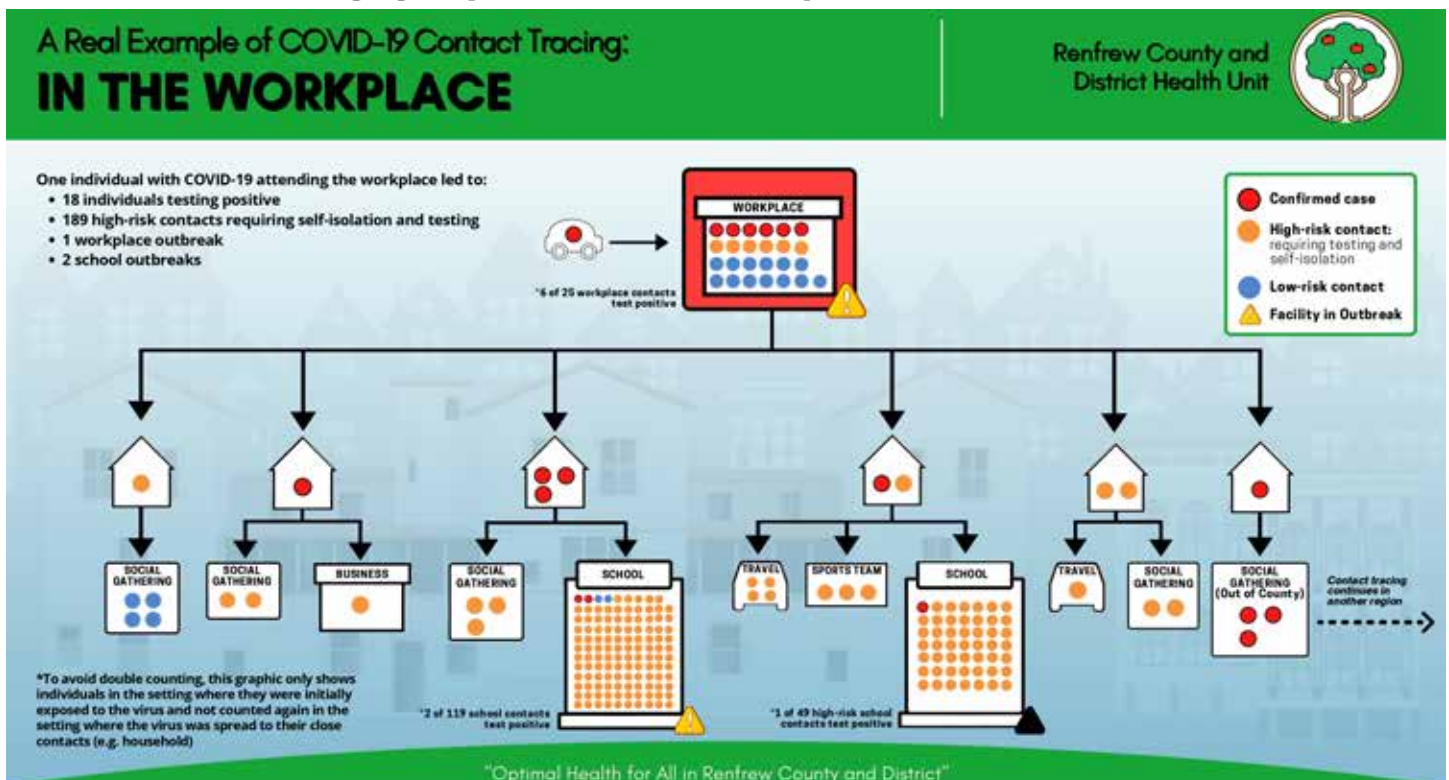 A Real Example of COVID-19 Contact Tracing:
IN THE WORKPLACE
Renfrew County and
District Health Unit
One individual with COVID-19 attending the workplace led to:
• 18 individuals testing positive
• 189 high-risk contacts requiring self-isolation and testing
• 1 workplace outbreak
• 2 school outbreaks
WORKPLACE
*6 of 25 workplace contacts
test positive
Confirmed case
High-risk contact:
requiring testing and
self-isolation
Low-risk contact
Facility in Outbreak
SOCIAL
GATHERING
SOCIAL
GATHERING
BUSINESS
SOCIAL
GATHERING
SCHOOL
TRAVEL
SPORTS TEAM
SCHOOL
TRAVEL
SOCIAL
GATHERING
SOCIAL
GATHERING
(Out of County)
Contact tracing
continues in
another region
*To avoid double counting, this graphic only shows
individuals in the setting where they were initially
exposed to the virus and not counted again in the
setting where the virus was spread to their close
contacts (e.g. household)
*2 of 119 school contacts
test positive
*1 of 49 high-risk school
contacts test positive
"Optimal Health for All in Renfrew County and District"